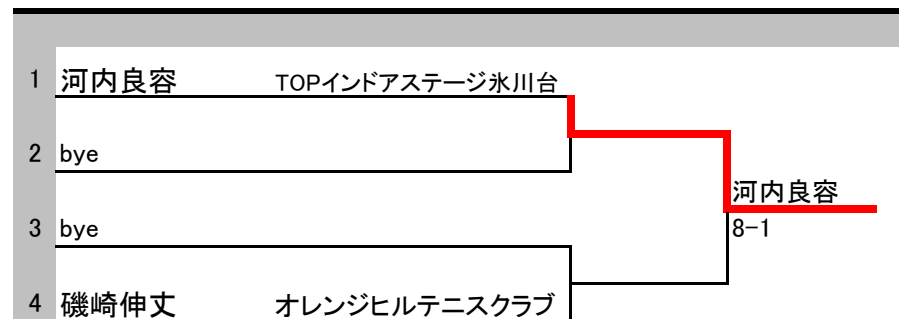 1 河内良容 TOPインドアステージ氷川台
2 bye
河内良容
3 bye 8-1
4 磯崎伸丈 オレンジヒルテニスクラブ